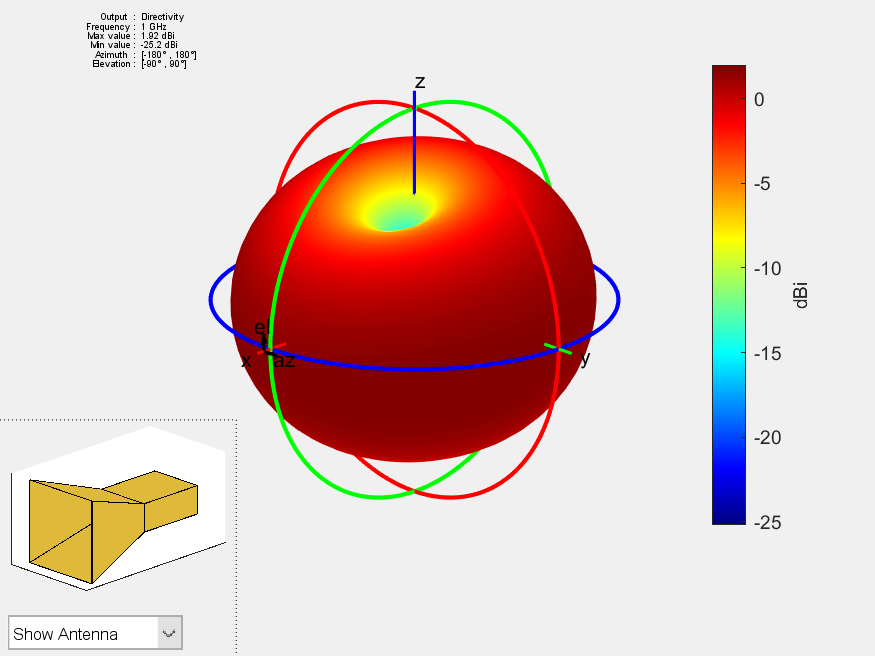 Output : Directivity
Frequency : 1 GHz
Max value : 1.92 dBi
Min value : -25.2 dBi
Azimuth : [-180° , 180°]
Elevation : [-90° , 90°]
z
0
-5
-10
dBi
-15
-20
-25
el
x az
y
Show Antenna